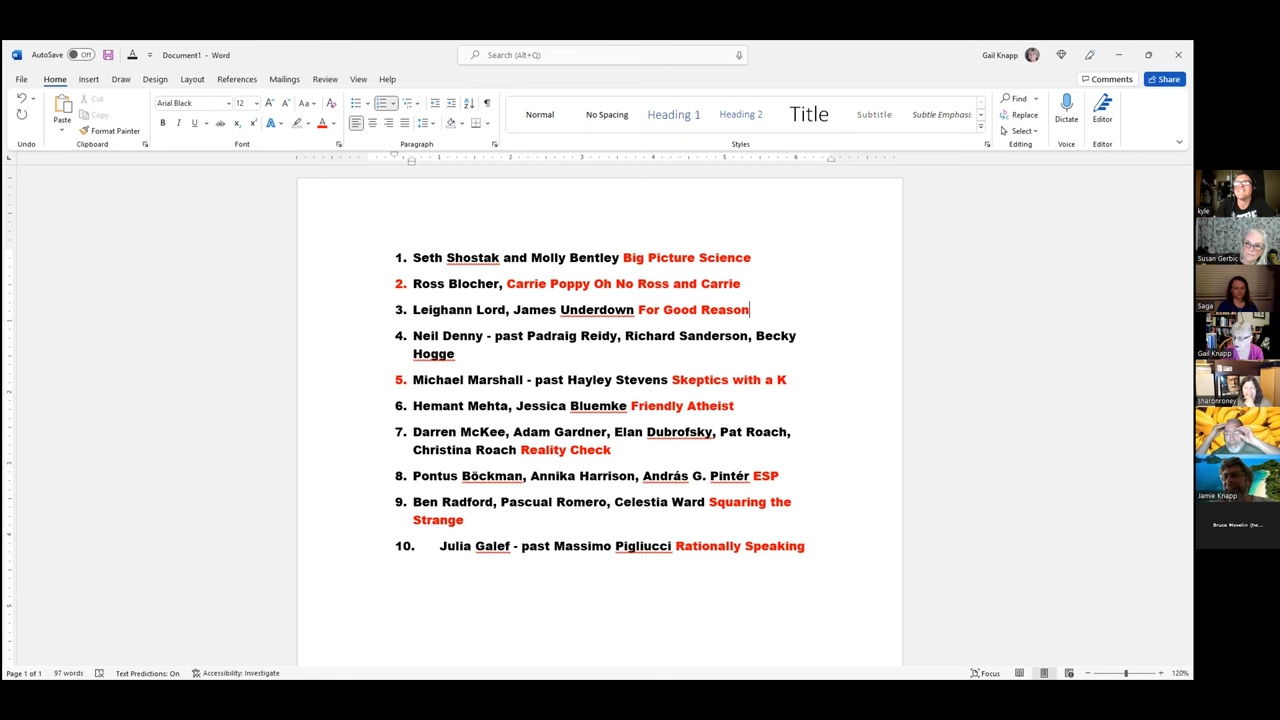 AutoSave Off Document1 - Word Search (Alt+Q) Gail Knapp
File Home Insert Draw Design Layout References Mailings Review View Help Comments Share
Paste Cut Copy Format Painter
Arial Black 12
Normal No Spacing Heading 1 Heading 2 Title Subtitle Subtle Emphasis
Find Replace Select Dictate Editor
Undo Clipboard Font Paragraph Styles Editing Voice Editor
1. Seth Shostak and Molly Bentley Big Picture Science
2. Ross Blocher, Carrie Poppy Oh No Ross and Carrie
3. Leighann Lord, James Underdown For Good Reason
4. Neil Denny - past Padraig Reidy, Richard Sanderson, Becky
Hogge
5. Michael Marshall - past Hayley Stevens Skeptics with a K
6. Hemant Mehta, Jessica Bluemke Friendly Atheist
7. Darren McKee, Adam Gardner, Elan Dubrofsky, Pat Roach,
Christina Roach Reality Check
8. Pontus Böckman, Annika Harrison, András G. Pintér ESP
9. Ben Radford, Pascual Romero, Celestia Ward Squaring the
Strange
10. Julia Galef - past Massimo Pigliucci Rationally Speaking
kyle
Susan Gerbic
Saga
Gail Knapp
sharonroney
Jamie Knapp
Page 1 of 1 97 words Text Predictions: On Accessibility: Investigate Focus 120%